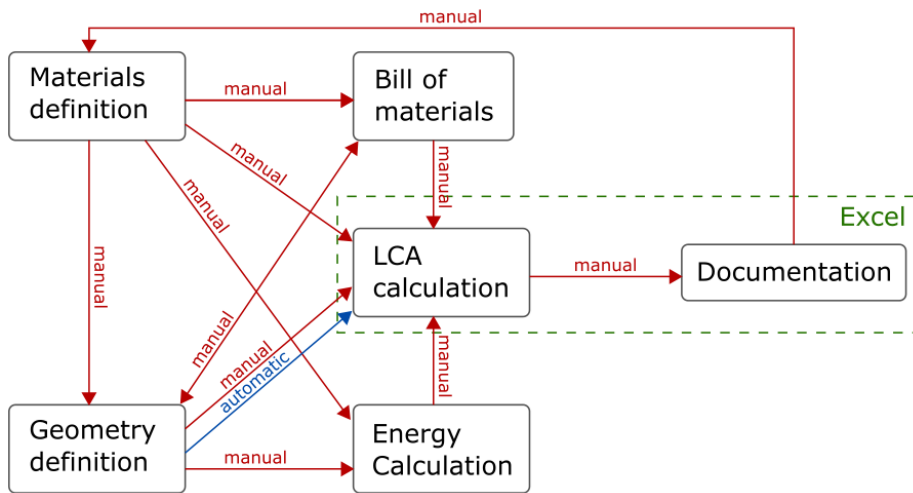 manual
Materials
definition
manual
Bill of
materials
manual
manual
manual
Excel
manual
LCA
calculation
manual
Documentation
manual
manual
automatic
manual
Geometry
definition
manual
Energy
Calculation